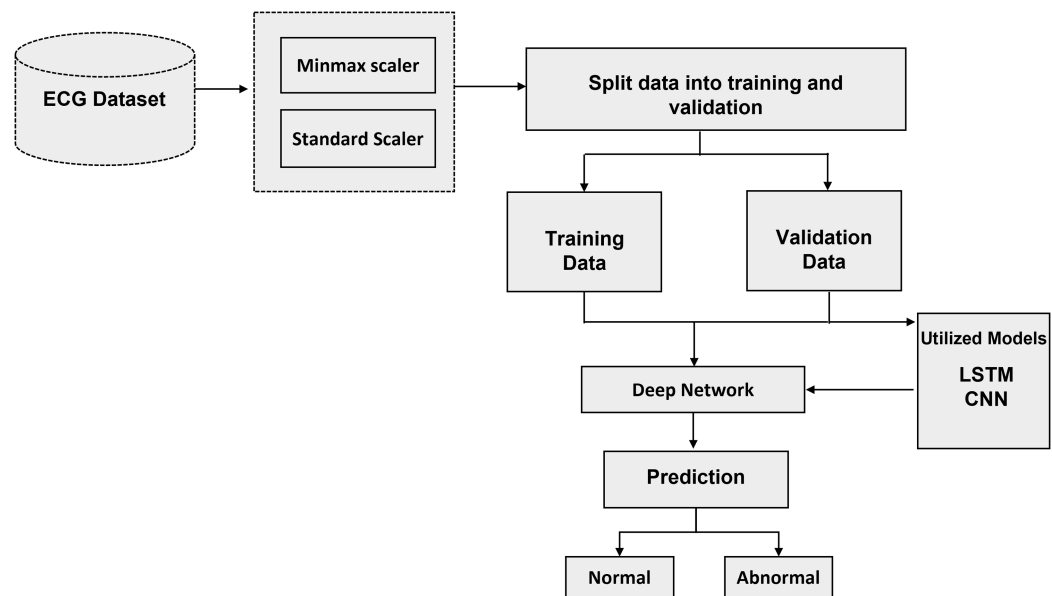 ECG Dataset
Minmax scaler
Standard Scaler
Split data into training and
validation
Training
Data
Validation
Data
Utilized Models
LSTM
CNN
Deep Network
Prediction
Normal
Abnormal